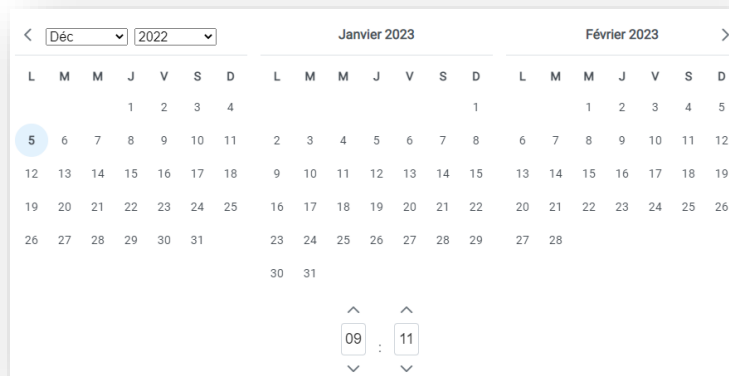 Déc 2022 Janvier 2023 Février 2023
L M M J V S D L M M J V S D L M M J V S D
1 2 3 4 1 1 2 3 4 5
5 6 7 8 9 10 11 2 3 4 5 6 7 8 6 7 8 9 10 11 12
12 13 14 15 16 17 18 9 10 11 12 13 14 15 13 14 15 16 17 18 19
19 20 21 22 23 24 25 16 17 18 19 20 21 22 20 21 22 23 24 25 26
26 27 28 29 30 31 23 24 25 26 27 28 29 27 28
30 31
09 : 11